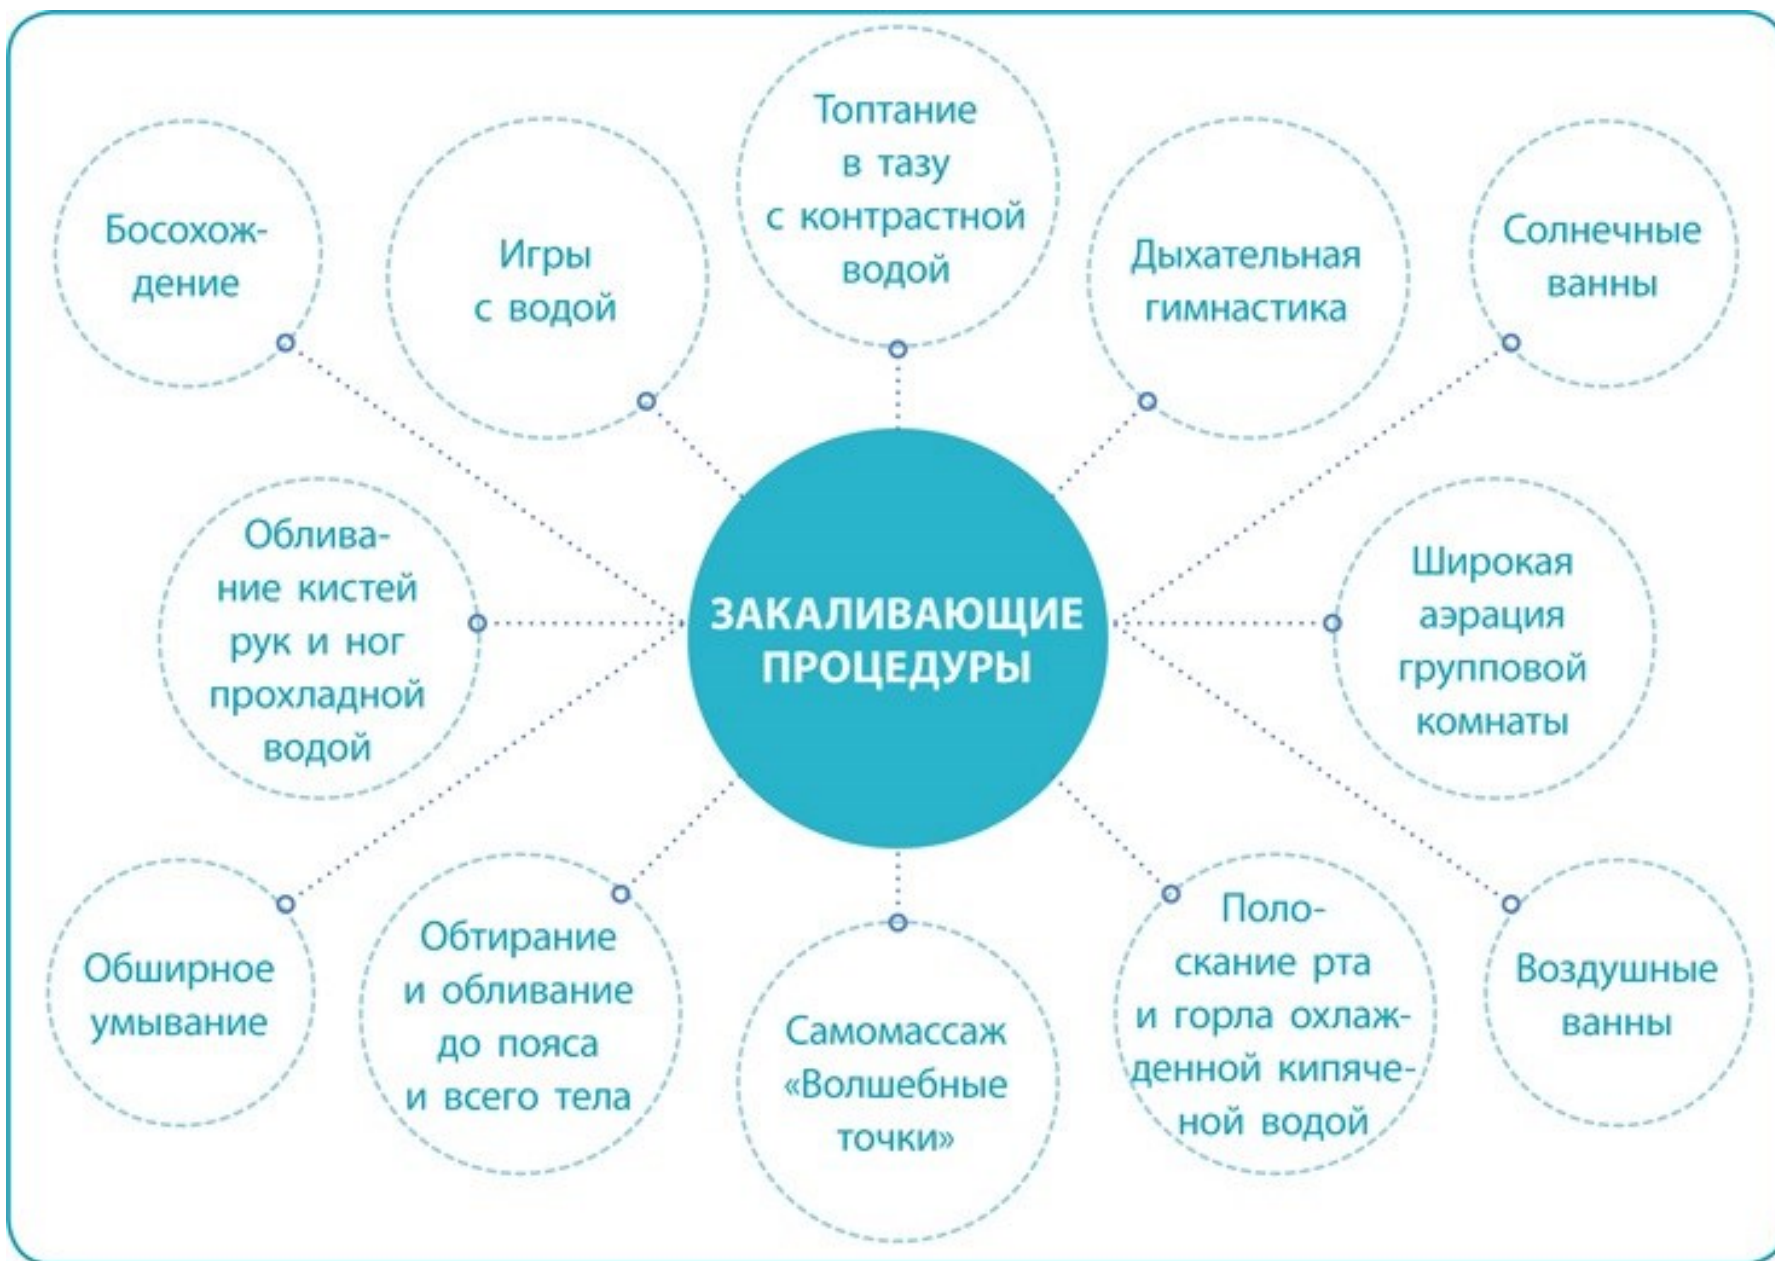 Топтание
в тазу
с контрастной
водой
Босохож-
дение
Игры
с водой
Дыхательная
гимнастика
Солнечные
ванны
Облива-
ние кистей
рук и ног
прохладной
водой
ЗАКАЛИВАЮЩИЕ
ПРОЦЕДУРЫ
Широкая
аэрация
групповой
комнаты
Обширное
умывание
Обтирание
и обливание
до пояса
и всего тела
Самомассаж
«Волшебные
точки»
Поло-
скание рта
и горла охлаж-
денной кипяче-
ной водой
Воздушные
ванны